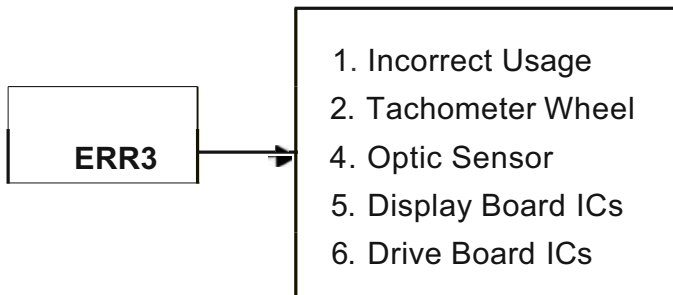 ERR3
1. Incorrect Usage
2. Tachometer Wheel
4. Optic Sensor
5. Display Board ICs
6. Drive Board ICs